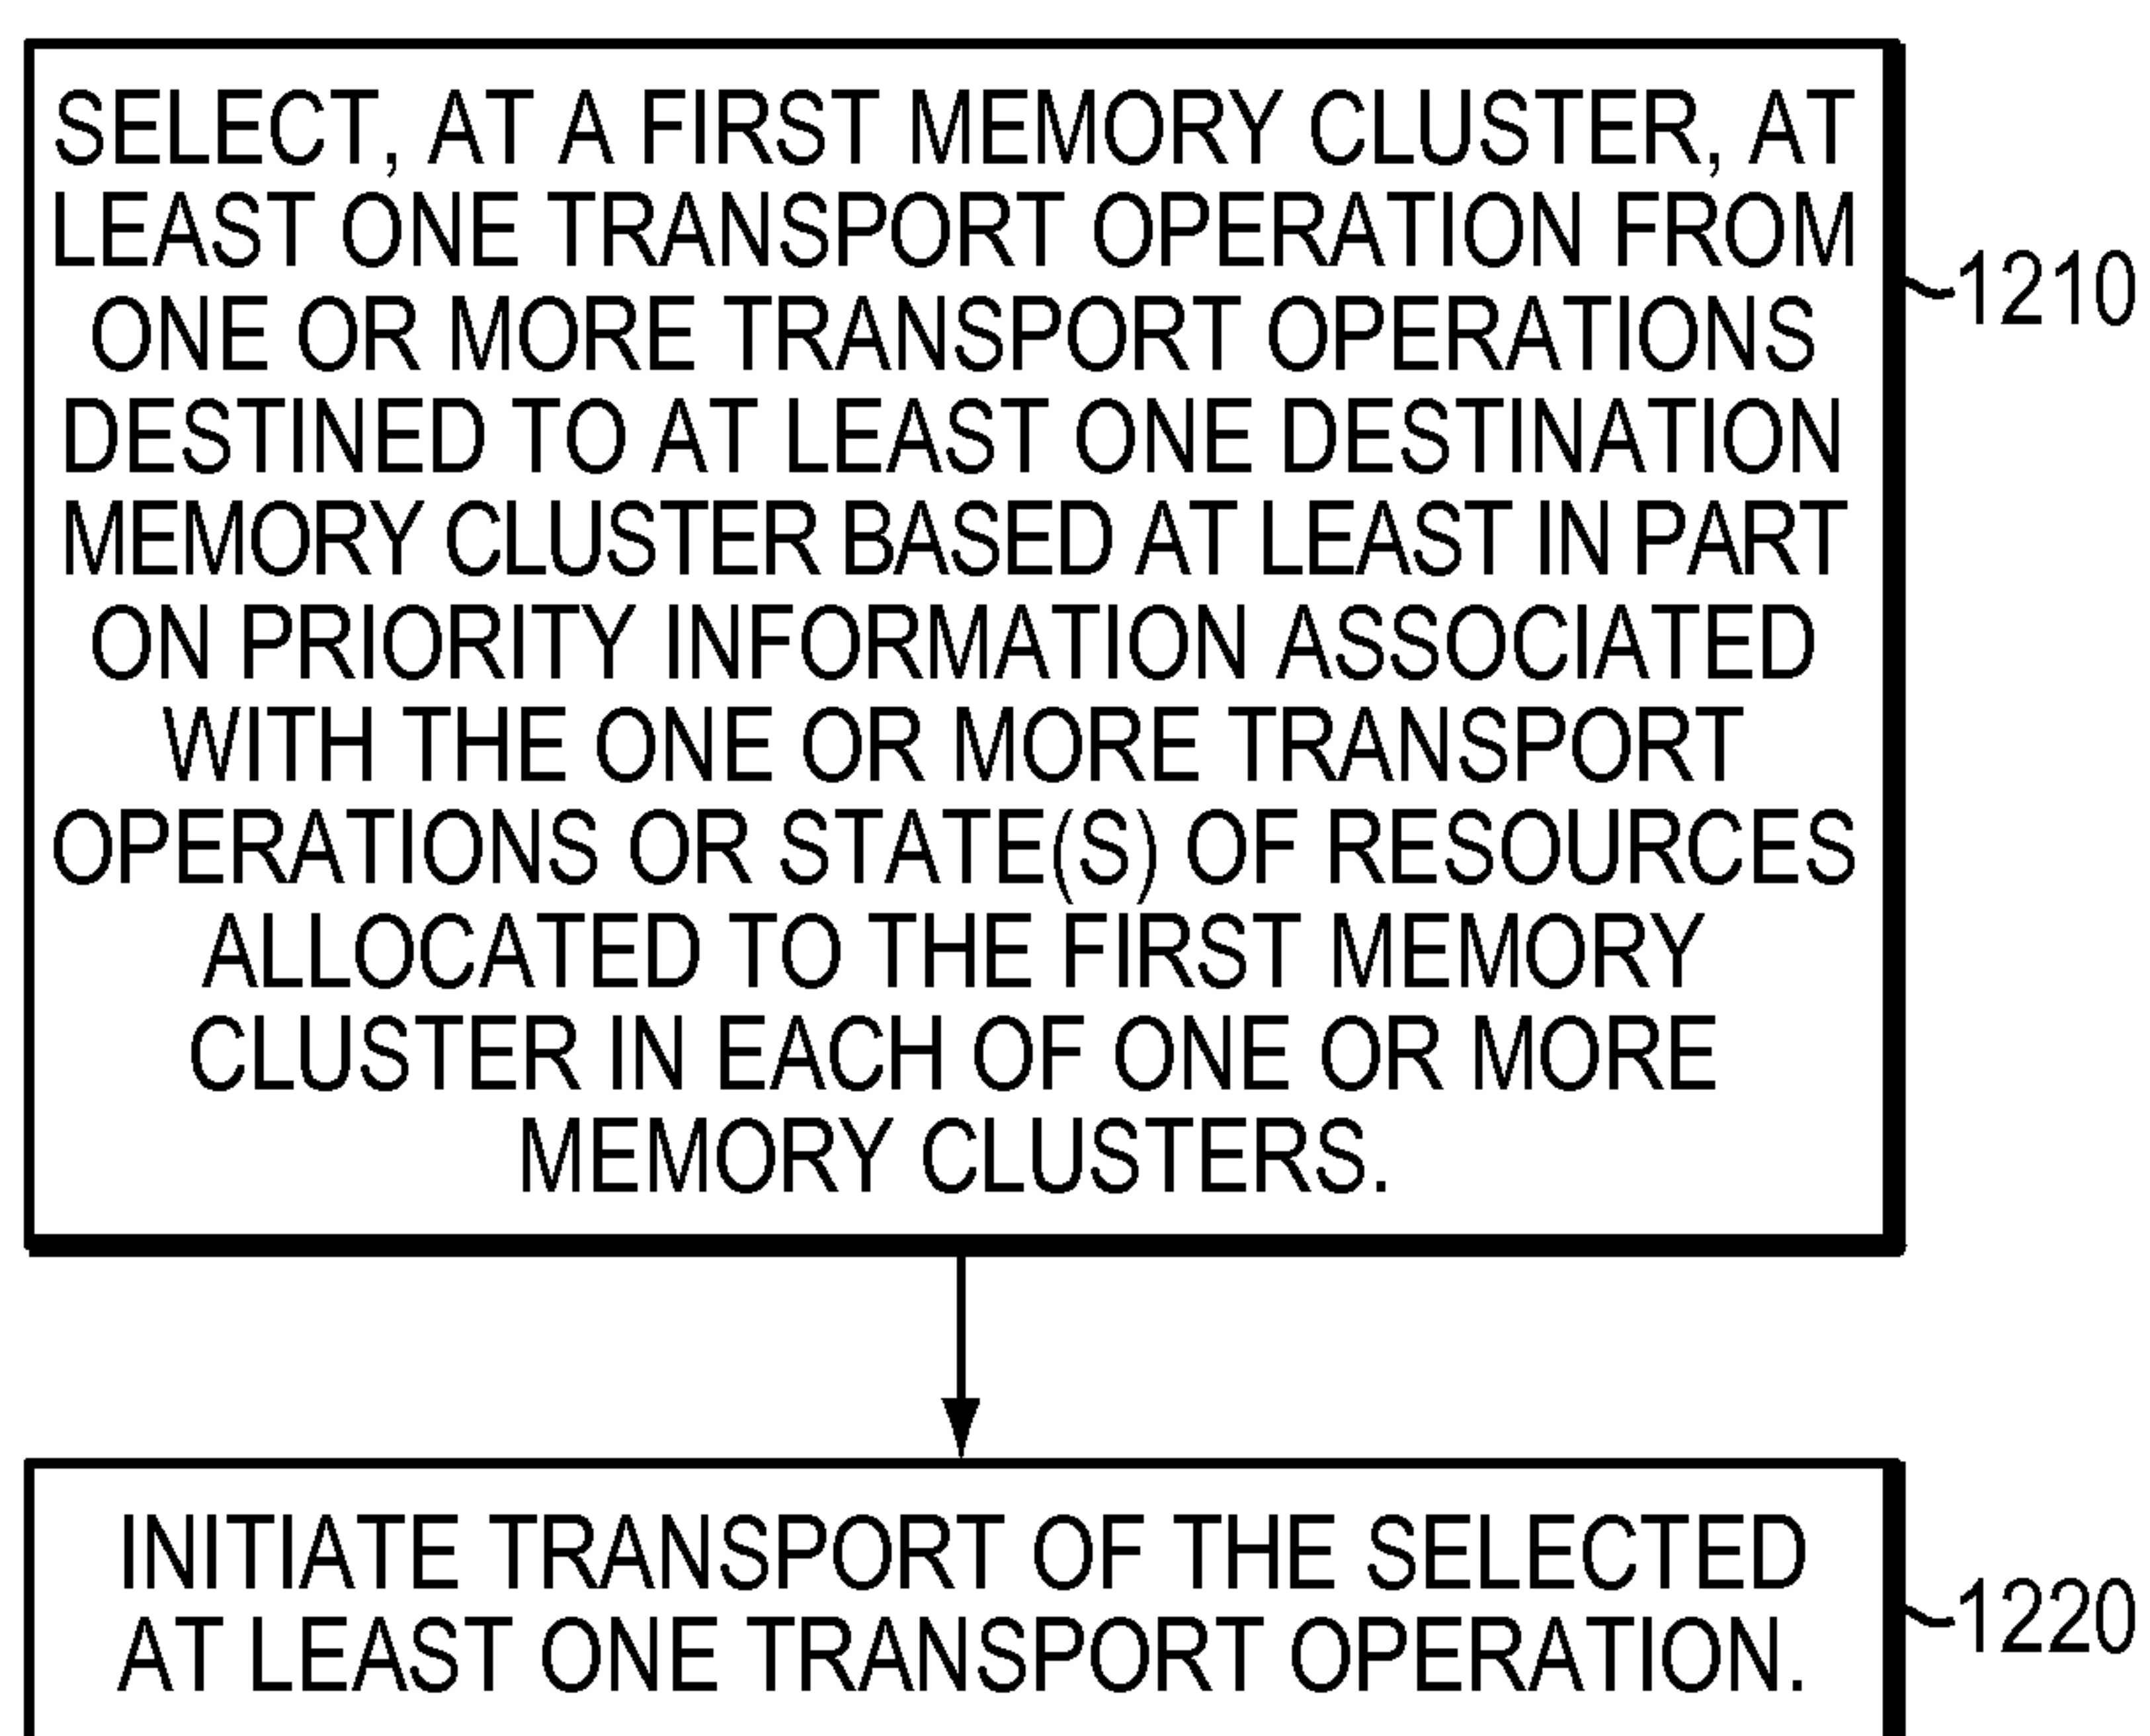 SELECT, AT A FIRST MEMORY CLUSTER, AT
LEAST ONE TRANSPORT OPERATION FROM
ONE OR MORE TRANSPORT OPERATIONS
DESTINED TO AT LEAST ONE DESTINATION
MEMORY CLUSTER BASED AT LEAST IN PART
ON PRIORITY INFORMATION ASSOCIATED
WITH THE ONE OR MORE TRANSPORT
OPERATIONS OR STATE(S) OF RESOURCES
ALLOCATED TO THE FIRST MEMORY
CLUSTER IN EACH OF ONE OR MORE
MEMORY CLUSTERS.
1210
INITIATE TRANSPORT OF THE SELECTED
AT LEAST ONE TRANSPORT OPERATION.
1220